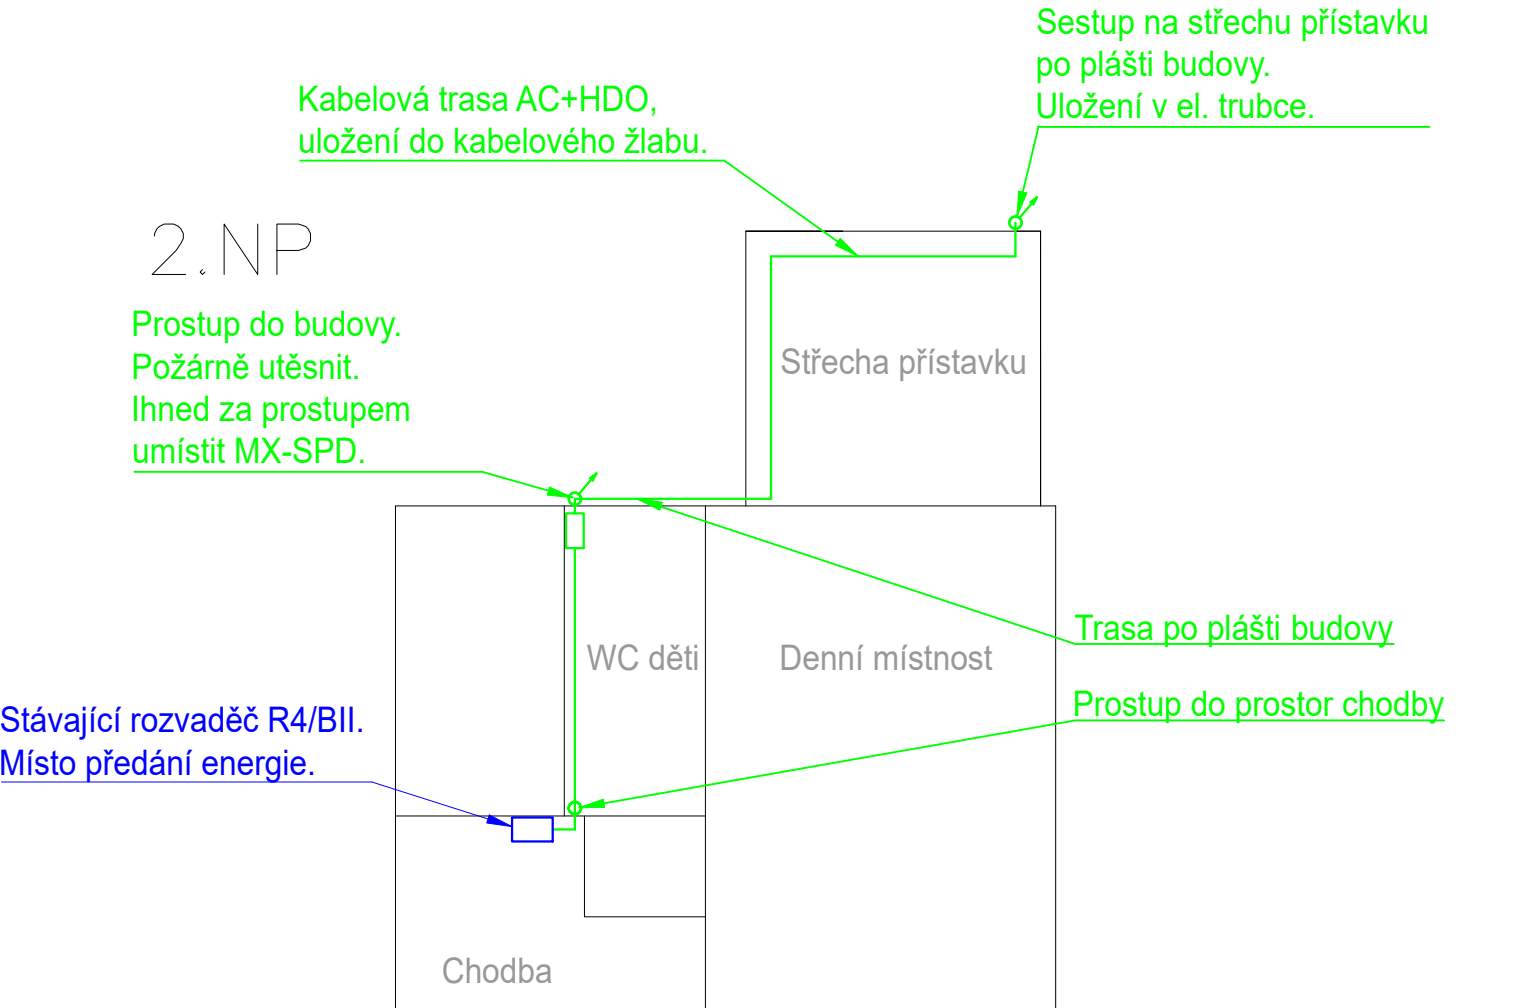 Sestup na střechu přístavku
po plášti budovy.
Uložení v el. trubce.
Kabelová trasa AC+HDO,
uložení do kabelového žlabu.
2.NP
Prostup do budovy.
Požárně utěsnit.
Ihned za prostupem
umístit MX-SPD.
Střecha přístavku
Trasa po plášti budovy
WC děti
Denní místnost
Prostup do prostor chodby
Stávající rozvaděč R4/BII.
Místo předání energie.
Chodba